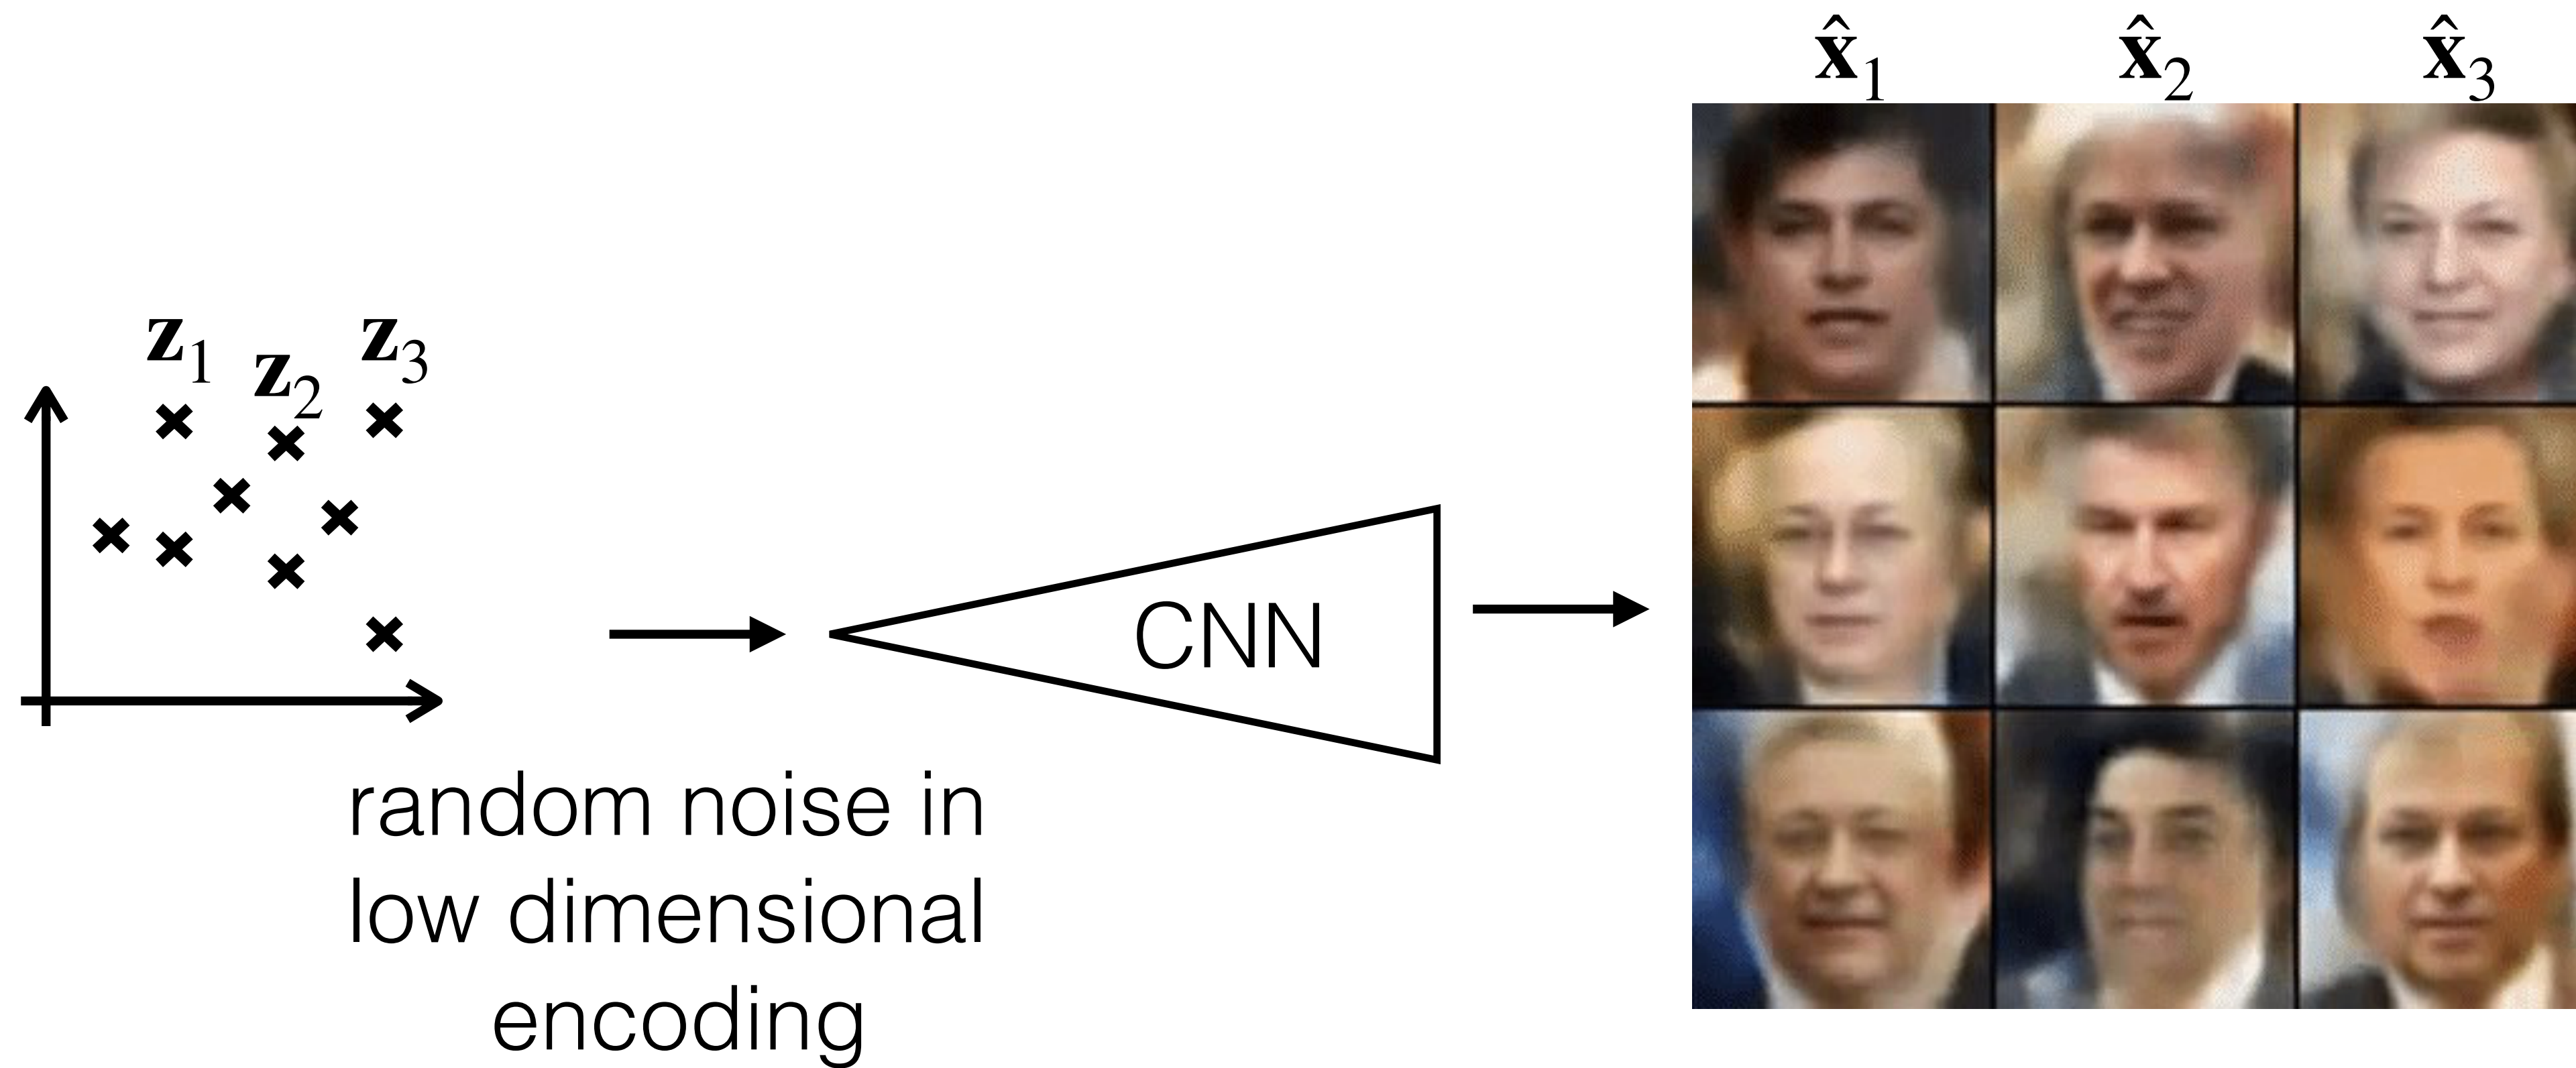 x̂₁ x̂₂ x̂₃
z₁ z₂ z₃
CNN
random noise in
low dimensional
encoding